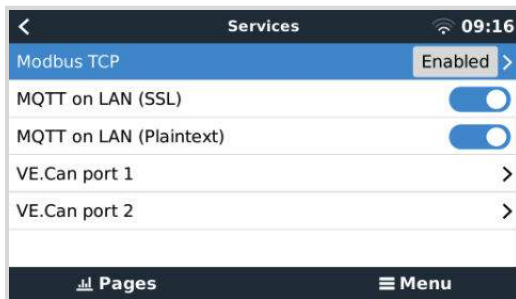 Services 09:16
Modbus TCP Enabled
MQTT on LAN (SSL)
MQTT on LAN (Plaintext)
VE.Can port 1
VE.Can port 2
Pages Menu